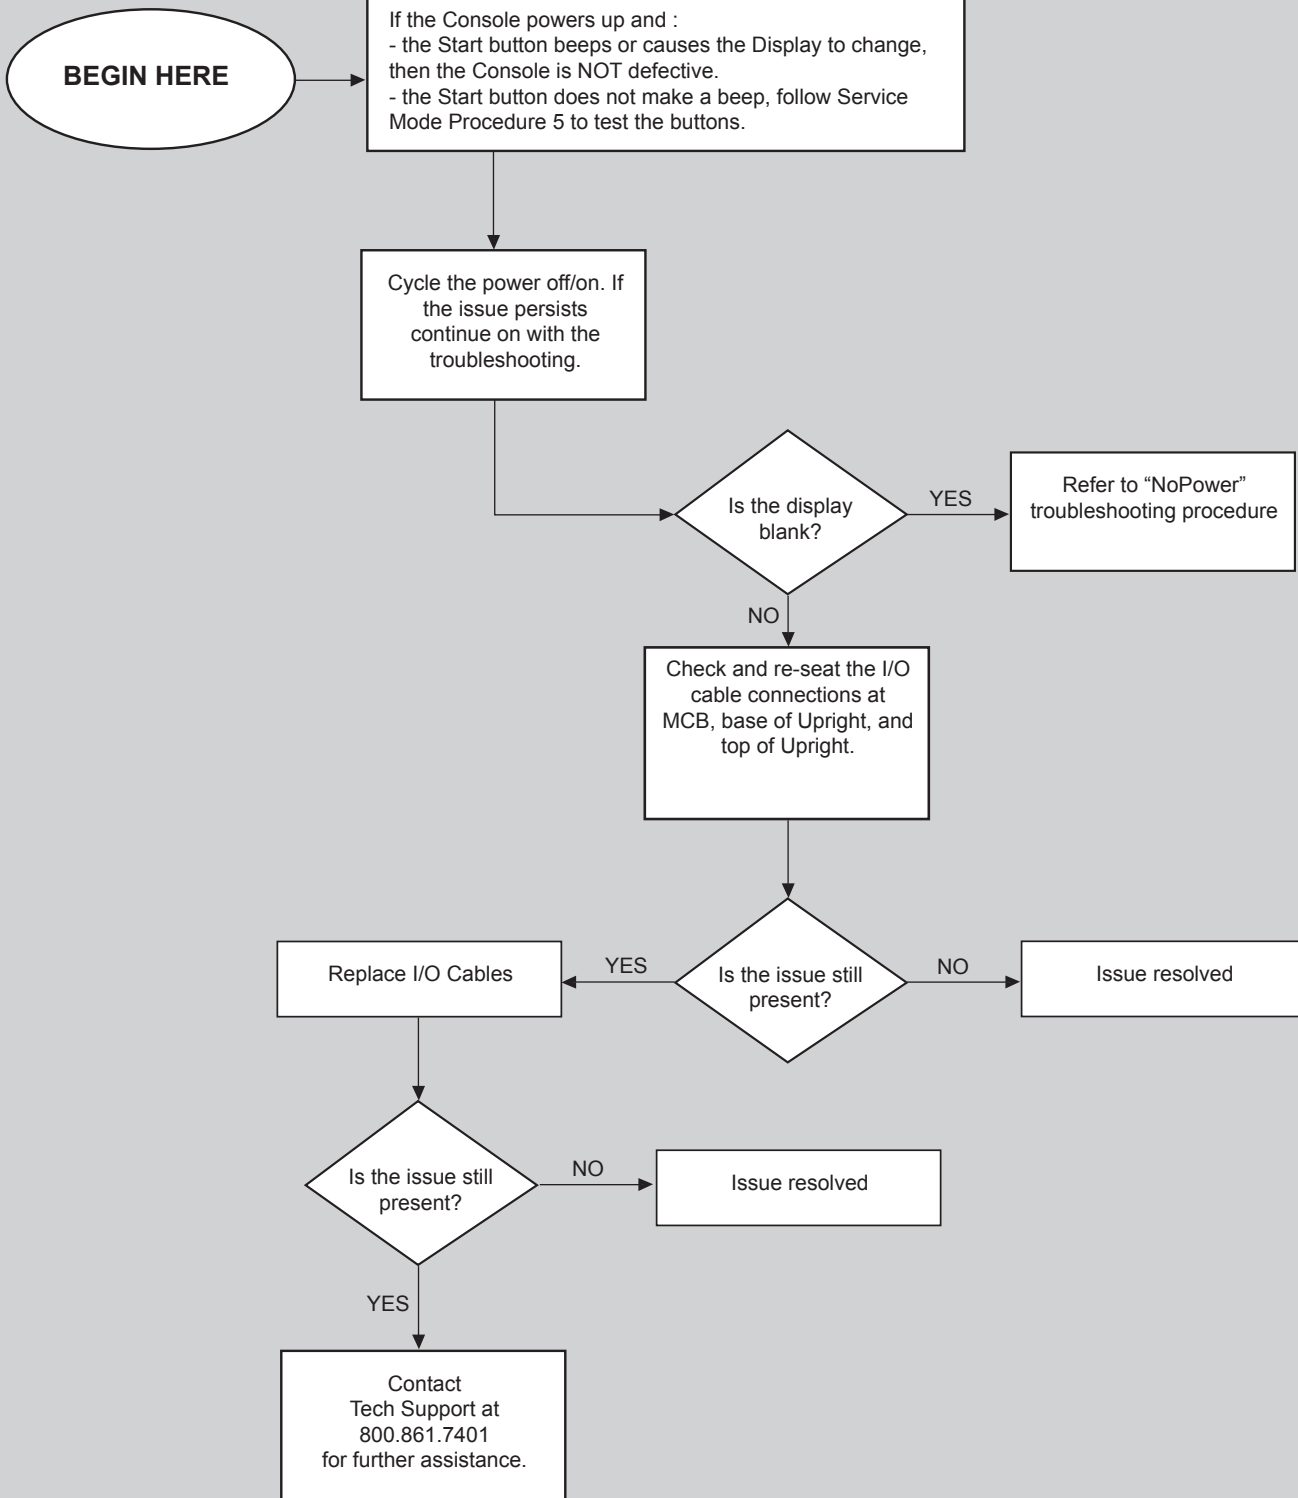 BEGIN HERE
If the Console powers up and :
- the Start button beeps or causes the Display to change,
then the Console is NOT defective.
- the Start button does not make a beep, follow Service
Mode Procedure 5 to test the buttons.
Cycle the power off/on. If
the issue persists
continue on with the
troubleshooting.
Is the display
blank?
YES
Refer to “NoPower”
troubleshooting procedure
NO
Check and re-seat the I/O
cable connections at
MCB, base of Upright, and
top of Upright.
Is the issue still
present?
NO
Issue resolved
YES
Replace I/O Cables
Is the issue still
present?
NO
Issue resolved
YES
Contact
Tech Support at
800.861.7401
for further assistance.